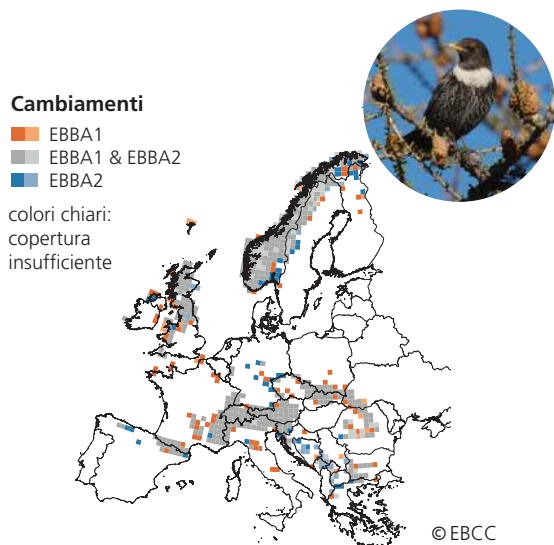 Cambiamenti
EBBA1
EBBA1 & EBBA2
EBBA2
colori chiari:
copertura
insufficiente
© EBCC